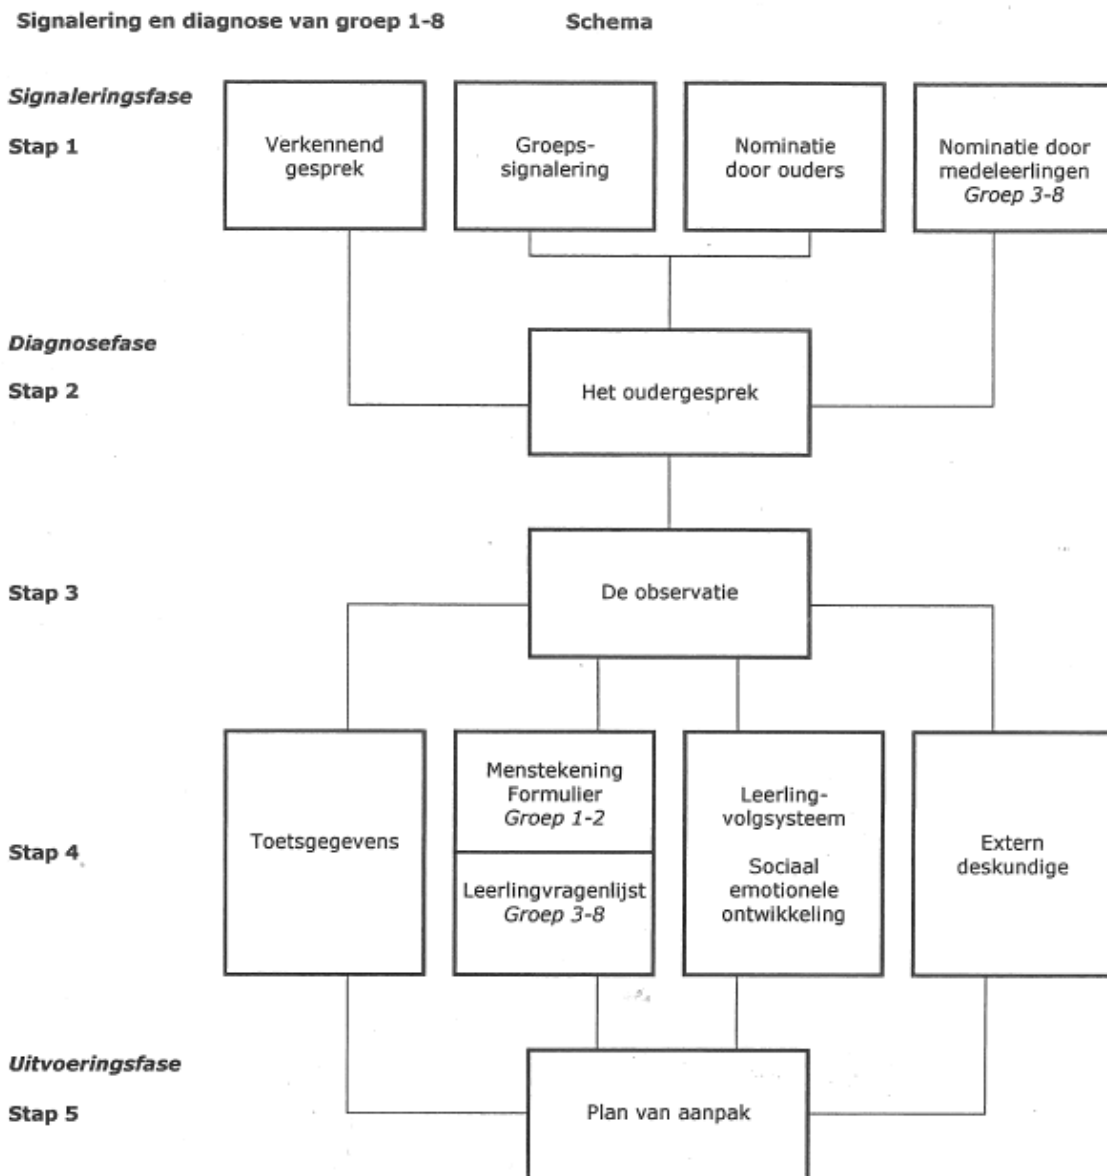 Signalering en diagnose van groep 1-8 Schema
Signaleringsfase
Stap 1
Verkennend
gesprek
Groeps-
signalering
Nominatie
door ouders
Nominatie door
medeleerlingen
Groep 3-8
Diagnosefase
Stap 2
Het oudergesprek
Stap 3
De observatie
Stap 4
Toetsgegevens
Menstekening
Formulier
Groep 1-2
Leerlingvragenlijst
Groep 3-8
Leerling-
volgsysteem
Sociaal
emotionele
ontwikkeling
Extern
deskundige
Uitvoeringsfase
Stap 5
Plan van aanpak